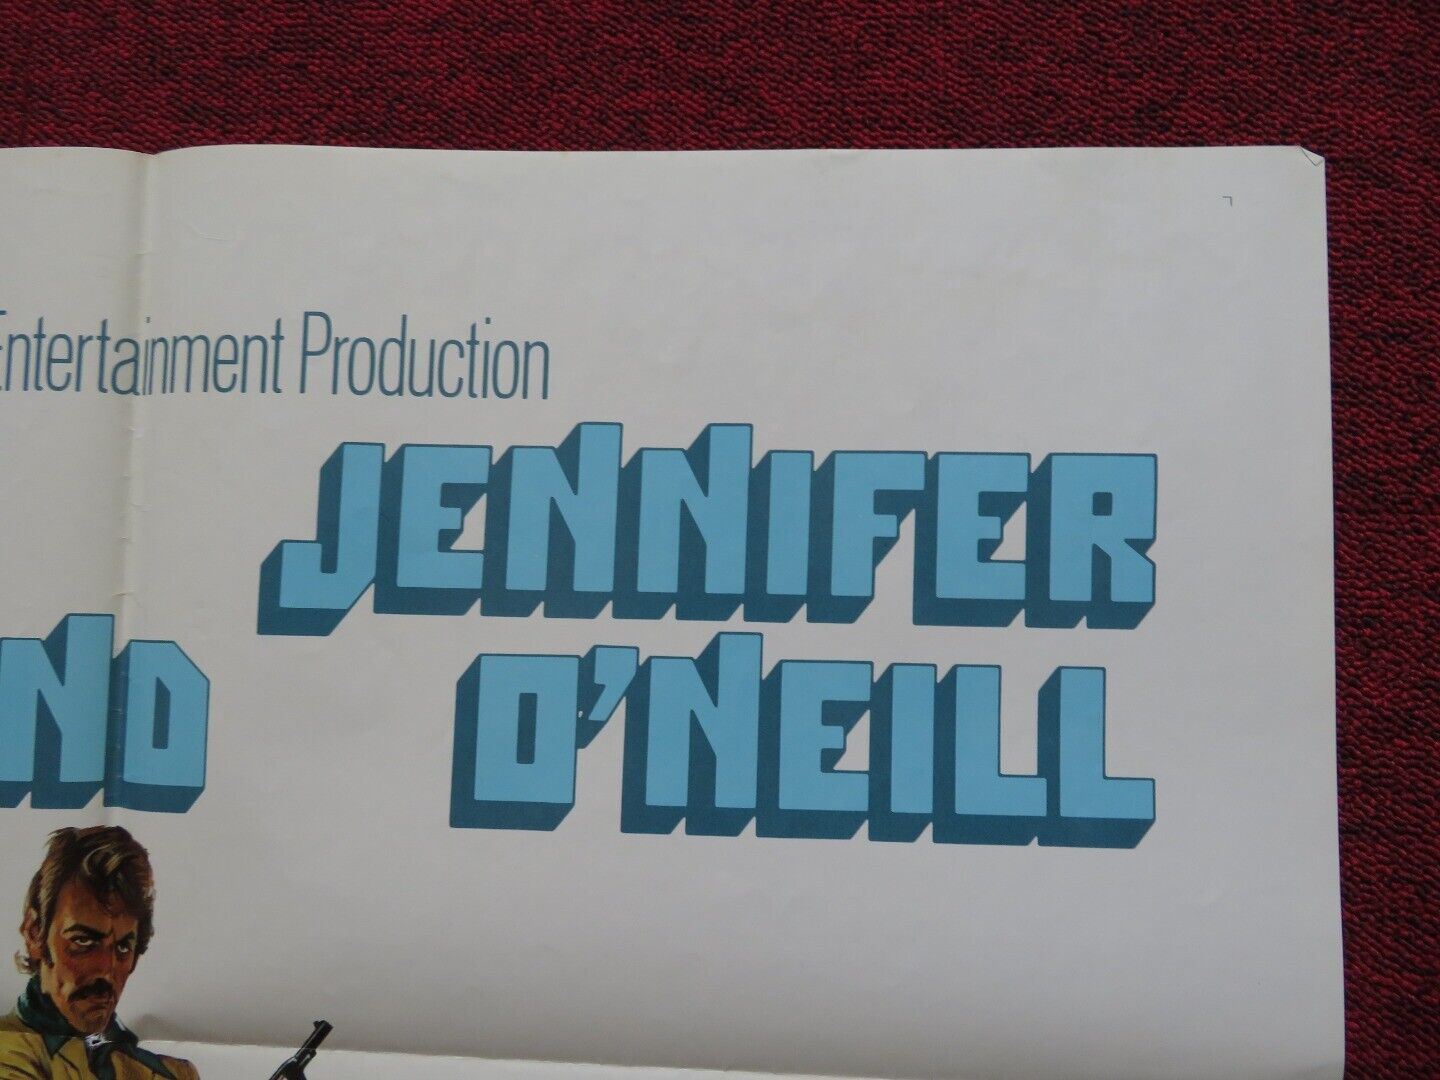 Entertainment Production
JENNIFER
O'NEILL
ND